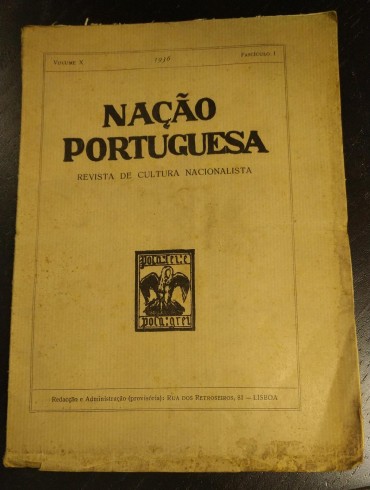 VOLUME X 1936 FASCÍCULO I
NAÇÃO
PORTUGUESA
REVISTA DE CULTURA NACIONALISTA
pola:lei:e
pola:grei
Redacção e Administração (provisória): RUA DOS RETROSEIROS, 82 — LISBOA